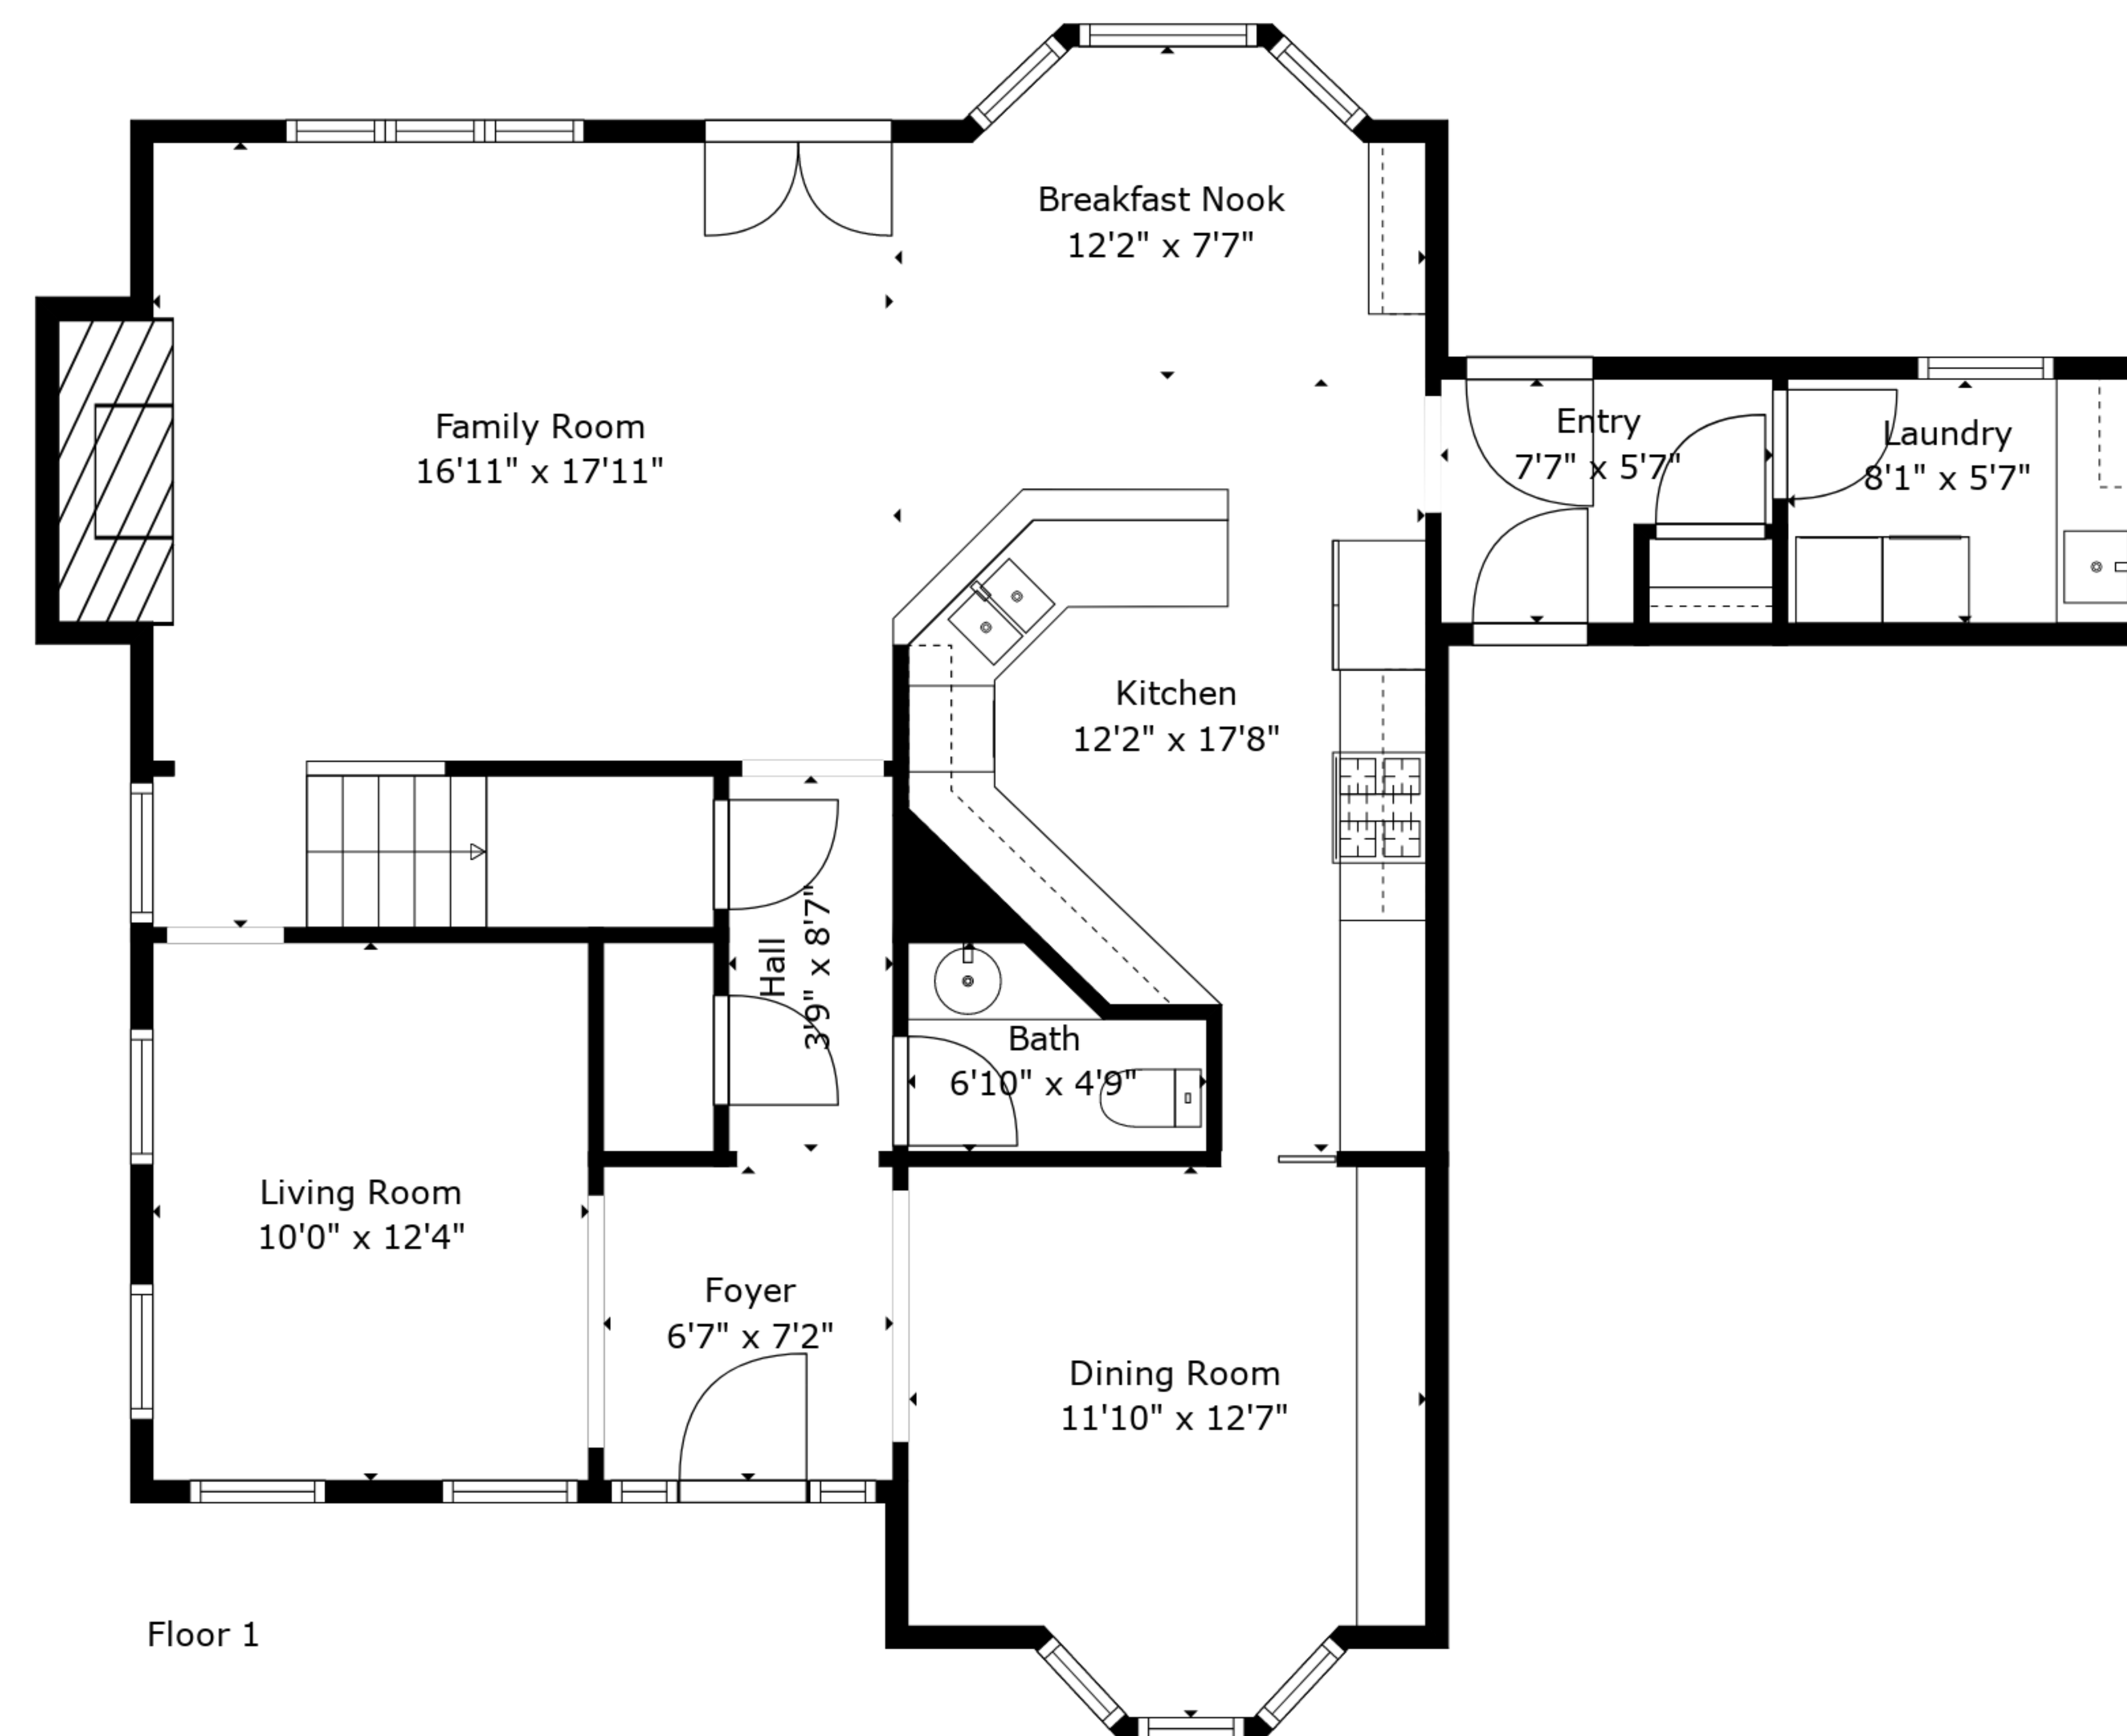 Breakfast Nook
12'2" x 7'7"
Family Room
16'11" x 17'11"
Entry
7'7" x 5'7"
Laundry
8'1" x 5'7"
Kitchen
12'2" x 17'8"
Hall
3'9" x 8'7"
Bath
6'10" x 4'9"
Living Room
10'0" x 12'4"
Foyer
6'7" x 7'2"
Dining Room
11'10" x 12'7"
Floor 1